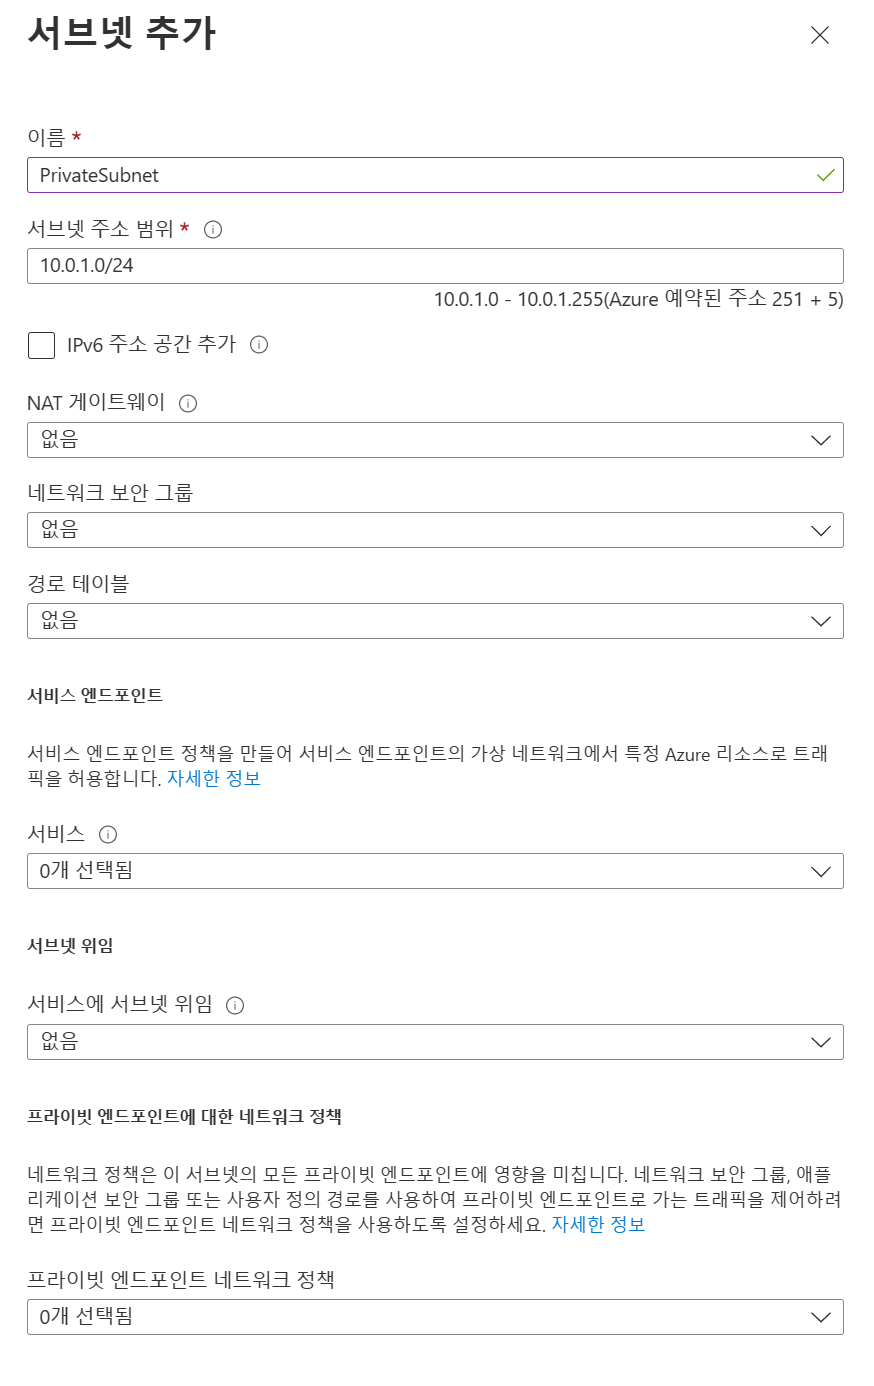 서브넷 추가
이름 *
PrivateSubnet
서브넷 주소 범위 *
10.0.1.0/24
10.0.1.0 - 10.0.1.255(Azure 예약된 주소 251 + 5)
IPv6 주소 공간 추가
NAT 게이트웨이
없음
네트워크 보안 그룹
없음
경로 테이블
없음
서비스 엔드포인트
서비스 엔드포인트 정책을 만들어 서비스 엔드포인트의 가상 네트워크에서 특정 Azure 리소스로 트래
픽을 허용합니다. 자세한 정보
서비스
0개 선택됨
서브넷 위임
서비스에 서브넷 위임
없음
프라이빗 엔드포인트에 대한 네트워크 정책
네트워크 정책은 이 서브넷의 모든 프라이빗 엔드포인트에 영향을 미칩니다. 네트워크 보안 그룹, 애플
리케이션 보안 그룹 또는 사용자 정의 경로를 사용하여 프라이빗 엔드포인트로 가는 트래픽을 제어하려
면 프라이빗 엔드포인트 네트워크 정책을 사용하도록 설정하세요. 자세한 정보
프라이빗 엔드포인트 네트워크 정책
0개 선택됨